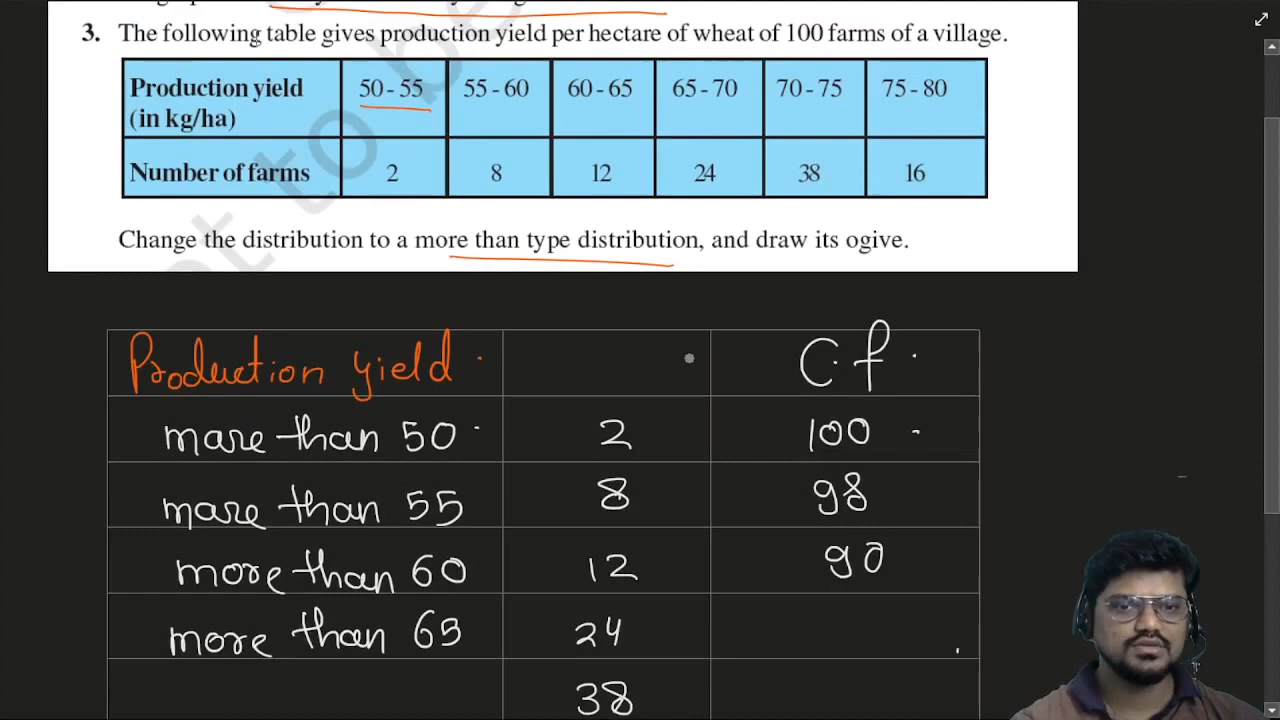 3. The following table gives production yield per hectare of wheat of 100 farms of a village.
Production yield (in kg/ha) 50 - 55 55 - 60 60 - 65 65 - 70 70 - 75 75 - 80
Number of farms 2 8 12 24 38 16
Change the distribution to a more than type distribution, and draw its ogive.
Production yield Cf
more than 50 2 100
more than 55 8 98
more than 60 12 90
more than 65 24
38